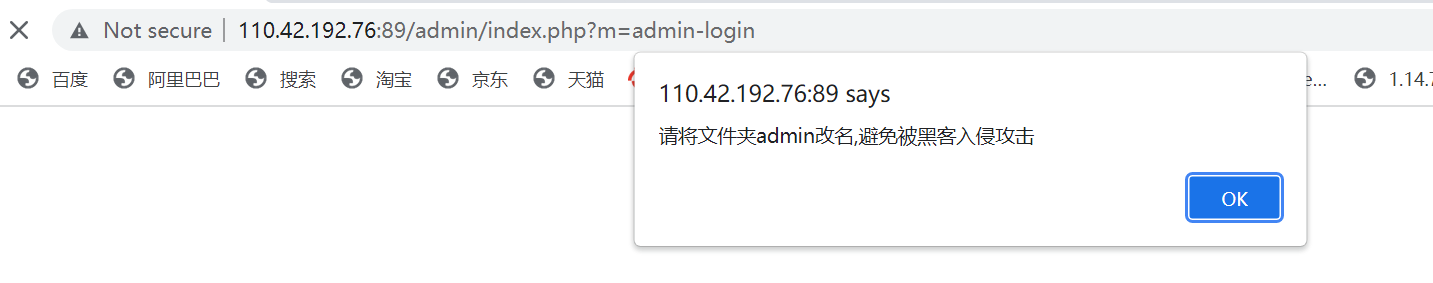 Not secure | 110.42.192.76:89/admin/index.php?m=admin-login
百度 阿里巴巴 搜索 淘宝 京东 天猫 e... 1.14.7
110.42.192.76:89 says
请将文件夹admin改名,避免被黑客入侵攻击
OK